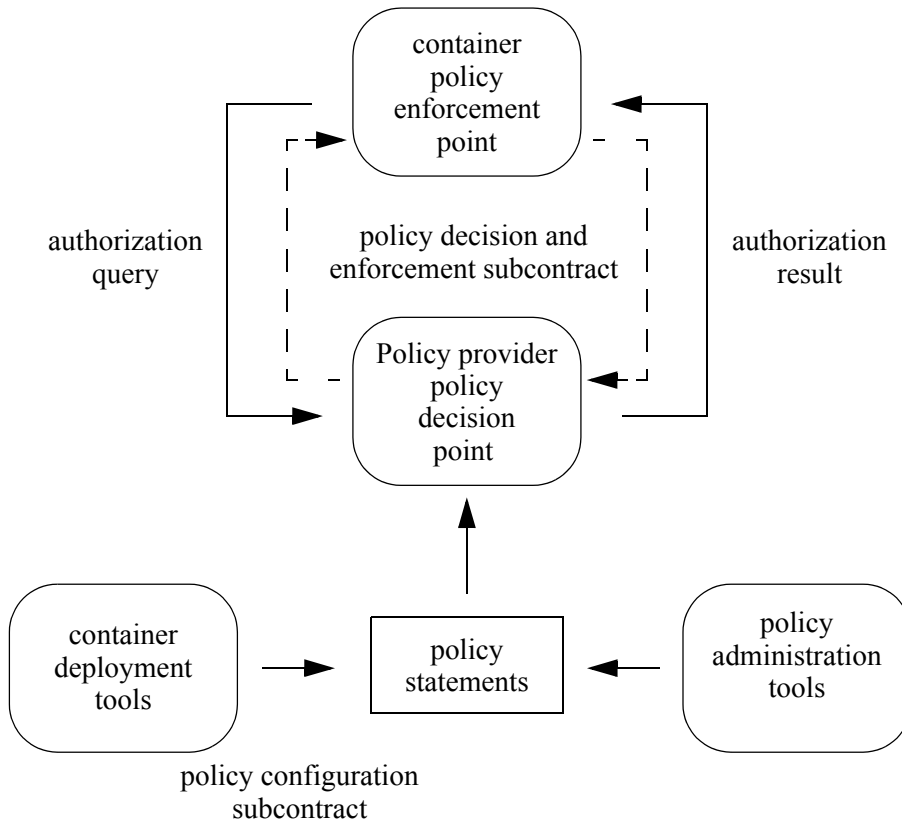 container
policy
enforcement
point
authorization
query
policy decision and
enforcement subcontract
authorization
result
Policy provider
policy
decision
point
container
deployment
tools
policy
statements
policy
administration
tools
policy configuration
subcontract